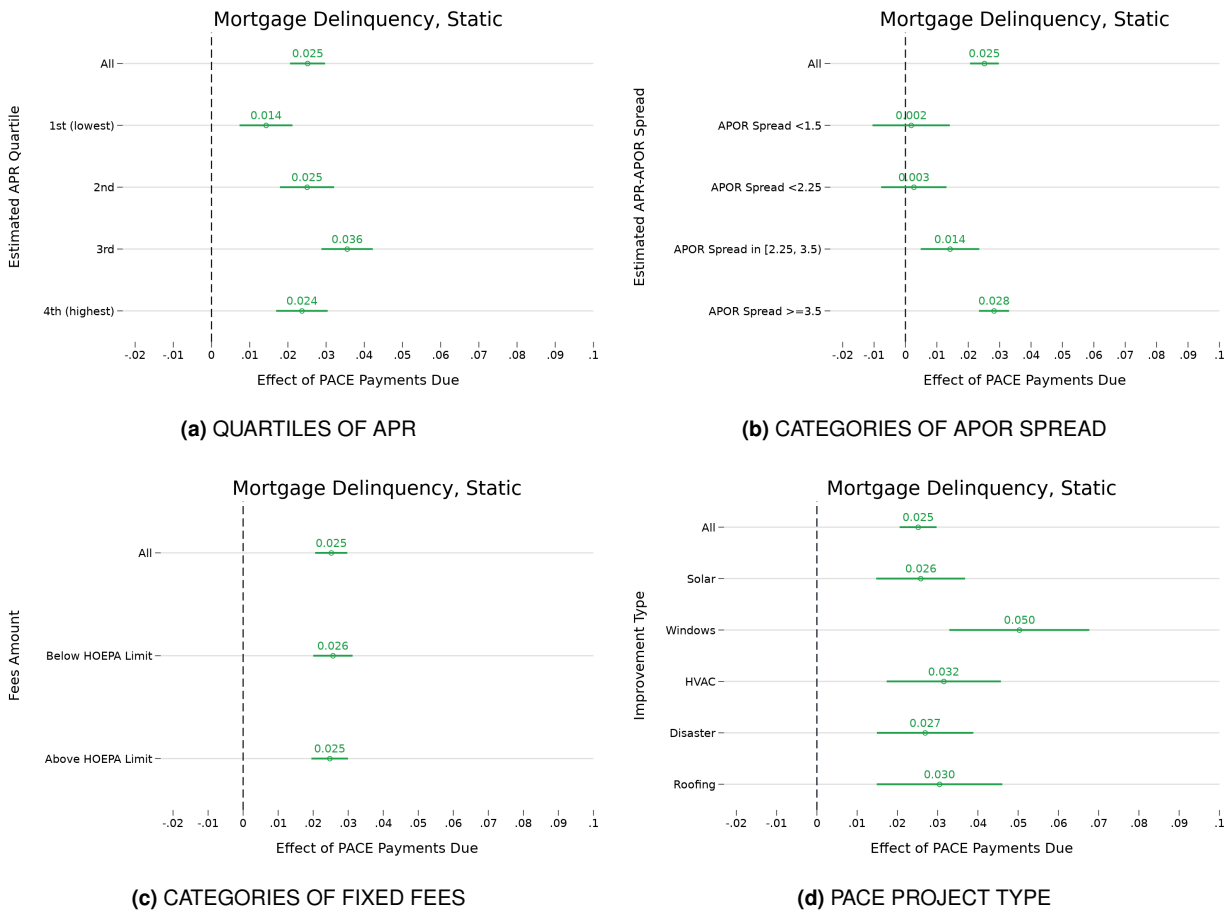 Mortgage Delinquency, Static
Estimated APR Quartile
All
0.025
1st (lowest)
0.014
2nd
0.025
3rd
0.036
4th (highest)
0.024
-.02 -.01 0 .01 .02 .03 .04 .05 .06 .07 .08 .09 .1
Effect of PACE Payments Due
(a) QUARTILES OF APR
Mortgage Delinquency, Static
Estimated APR-APOR Spread
All
0.025
APOR Spread <1.5
0.002
APOR Spread <2.25
0.003
APOR Spread in [2.25, 3.5)
0.014
APOR Spread >=3.5
0.028
-.02 -.01 0 .01 .02 .03 .04 .05 .06 .07 .08 .09 .1
Effect of PACE Payments Due
(b) CATEGORIES OF APOR SPREAD
Mortgage Delinquency, Static
Fees Amount
All
0.025
Below HOEPA Limit
0.026
Above HOEPA Limit
0.025
-.02 -.01 0 .01 .02 .03 .04 .05 .06 .07 .08 .09 .1
Effect of PACE Payments Due
(c) CATEGORIES OF FIXED FEES
Mortgage Delinquency, Static
Improvement Type
All
0.025
Solar
0.026
Windows
0.050
HVAC
0.032
Disaster
0.027
Roofing
0.030
-.02 -.01 0 .01 .02 .03 .04 .05 .06 .07 .08 .09 .1
Effect of PACE Payments Due
(d) PACE PROJECT TYPE